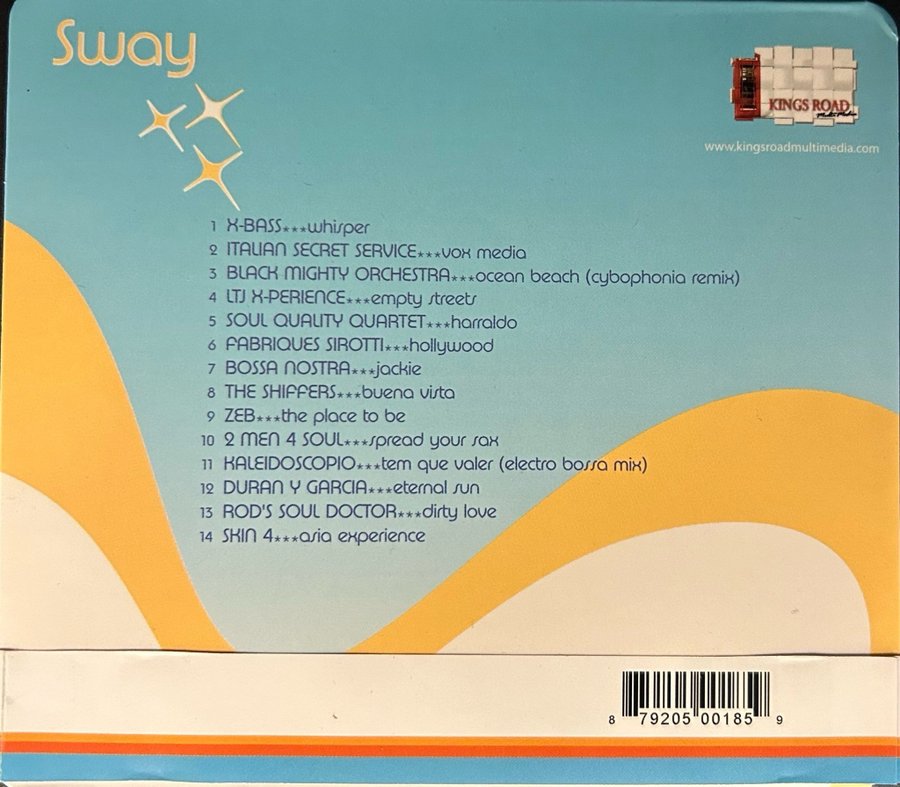 Sway
KINGS ROAD
Multi Media
www.kingsroadmultimedia.com
1 X-BASS***whisper
2 ITALIAN SECRET SERVICE***vox media
3 BLACK MIGHTY ORCHESTRA***ocean beach (cybophonia remix)
4 LTJ X-PERIENCE***empty streets
5 SOUL QUALITY QUARTET***harraldo
6 FABRIQUES SIROTTI***hollywood
7 BOSSA NOSTRA***jackie
8 THE SHIFFERS***buena vista
9 ZEB***the place to be
10 2 MEN 4 SOUL***spread your sax
11 KALEIDOSCOPIO***tem que valer (electro bossa mix)
12 DURAN Y GARCIA***eternal sun
13 ROD'S SOUL DOCTOR***dirty love
14 SKIN 4***asia experience
8 79205 00185 9